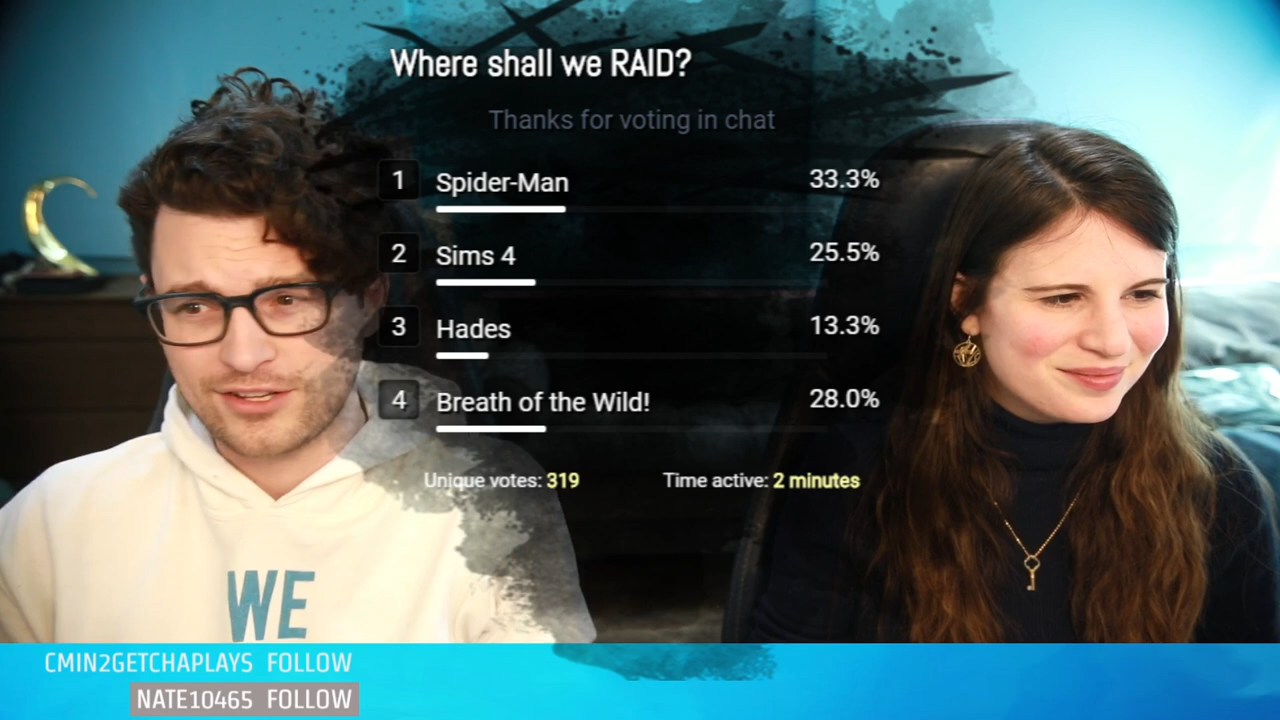 Where shall we RAID?
Thanks for voting in chat
1 Spider-Man 33.3%
2 Sims 4 25.5%
3 Hades 13.3%
4 Breath of the Wild! 28.0%
Unique votes: 319 Time active: 2 minutes
WE
CMIN2GETCHAPLAYS FOLLOW
NATE10465 FOLLOW